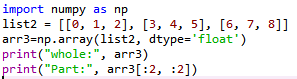 import numpy as np
list2 = [[0, 1, 2], [3, 4, 5], [6, 7, 8]]
arr3=np.array(list2, dtype='float')
print("whole:", arr3)
print("Part:", arr3[:2, :2])